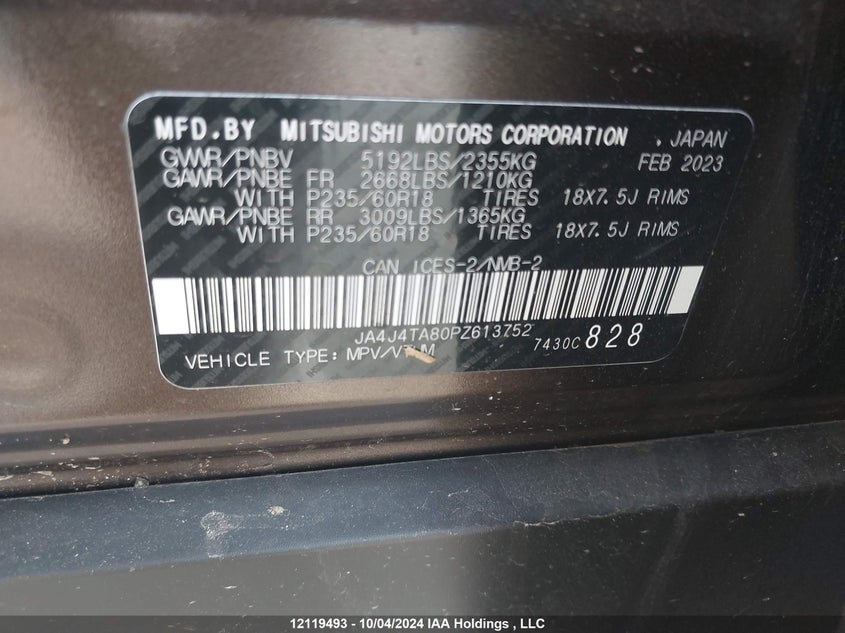 MFD.BY MITSUBISHI MOTORS CORPORATION . JAPAN
GVWR/PNBV 5192LBS/2355KG FEB 2023
GAWR/PNBE FR 2668LBS/1210KG
WITH P235/60R18 TIRES 18X7.5J RIMS
GAWR/PNBE RR 3009LBS/1365KG
WITH P235/60R18 TIRES 18X7.5J RIMS
CAN ICES-2/NMB-2
JA4J4TA80PZ613752
7430C 828
VEHICLE TYPE: 
12119493 - 10/04/2024 IAA Holdings , LLC